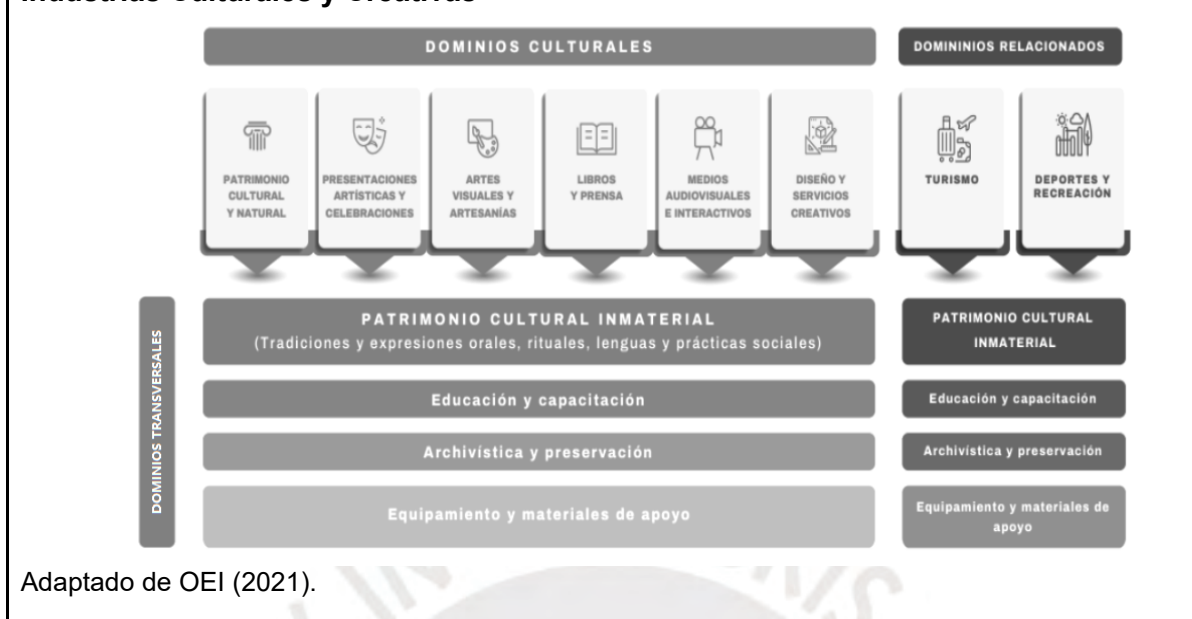 Industrias Culturales y Creativas
DOMINIOS CULTURALES
DOMININIOS RELACIONADOS
PATRIMONIO
CULTURAL
Y NATURAL
PRESENTACIONES
ARTÍSTICAS Y
CELEBRACIONES
ARTES
VISUALES Y
ARTESANÍAS
LIBROS
Y PRENSA
MEDIOS
AUDIOVISUALES
E INTERACTIVOS
DISEÑO Y
SERVICIOS
CREATIVOS
TURISMO
DEPORTES Y
RECREACIÓN
DOMINIOS TRANSVERSALES
PATRIMONIO CULTURAL INMATERIAL
(Tradiciones y expresiones orales, rituales, lenguas y prácticas sociales)
Educación y capacitación
Archivística y preservación
Equipamiento y materiales de apoyo
PATRIMONIO CULTURAL
INMATERIAL
Educación y capacitación
Archivística y preservación
Equipamiento y materiales de
apoyo
Adaptado de OEI (2021).